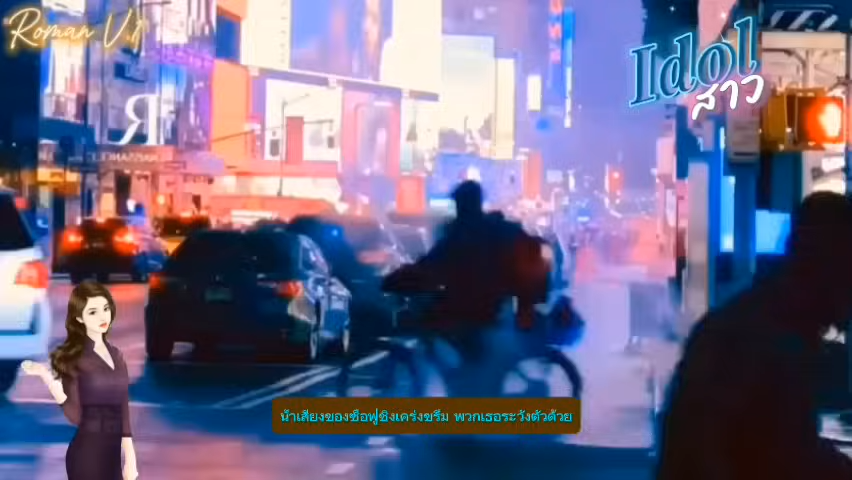 Roman V.1
Idol
สาว
น้ำเสียงของซือฟูชิงเคร่งขรึม พวกเธอระวังตัวด้วย